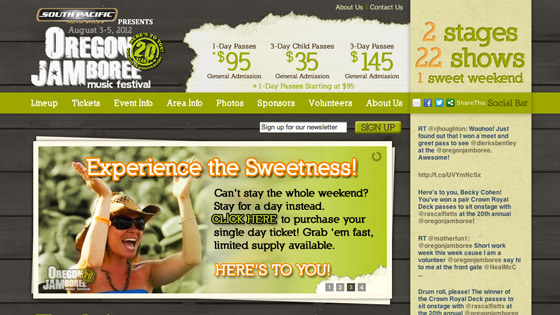 About Us | Contact Us
SOUTH PACIFIC
PRESENTS
August 3-5, 2012
OREGON
JAMBOREE
music festival
20
1-Day Passes
$95
General Admission
3-Day Child Passes
$35
General Admission
3-Day Passes
$145
General Admission
+ 1-Day Passes Starting at $95
2 stages
22 shows
1 sweet weekend
Lineup Tickets Event Info Area Info Photos Sponsors Volunteers About Us
ShareThis Social Bar
Sign up for our newsletter
SIGN UP
Experience the Sweetness!
Can't stay the whole weekend?
Stay for a day instead.
CLICK HERE to purchase your
single day ticket! Grab 'em fast,
limited supply available.
HERE'S TO YOU!
OREGON
JAMBOREE
20
1 2 3 4
RT @rjhoughton: Woohoo! Just
found out that I won a meet and
greet pass to see @dierksbentley
at the @oregonjamboree.
Awesome!
http://t.co/UVYmNcSx
Here's to you, Becky Cohen!
You've won a pair Crown Royal
Deck passes to sit onstage with
@rascalflatts at the 20th annual
@oregonjamboree!
RT @motherfun1:
@oregonjamboree Short work
week this week cause I am a
volunteer @oregonjamboree say hi
to me at the front gate @NealMcC
...
Drum roll, please! The winner of
the Crown Royal Deck passes to
sit onstage with @rascalflatts at
the 20th annual @oregonjamboree